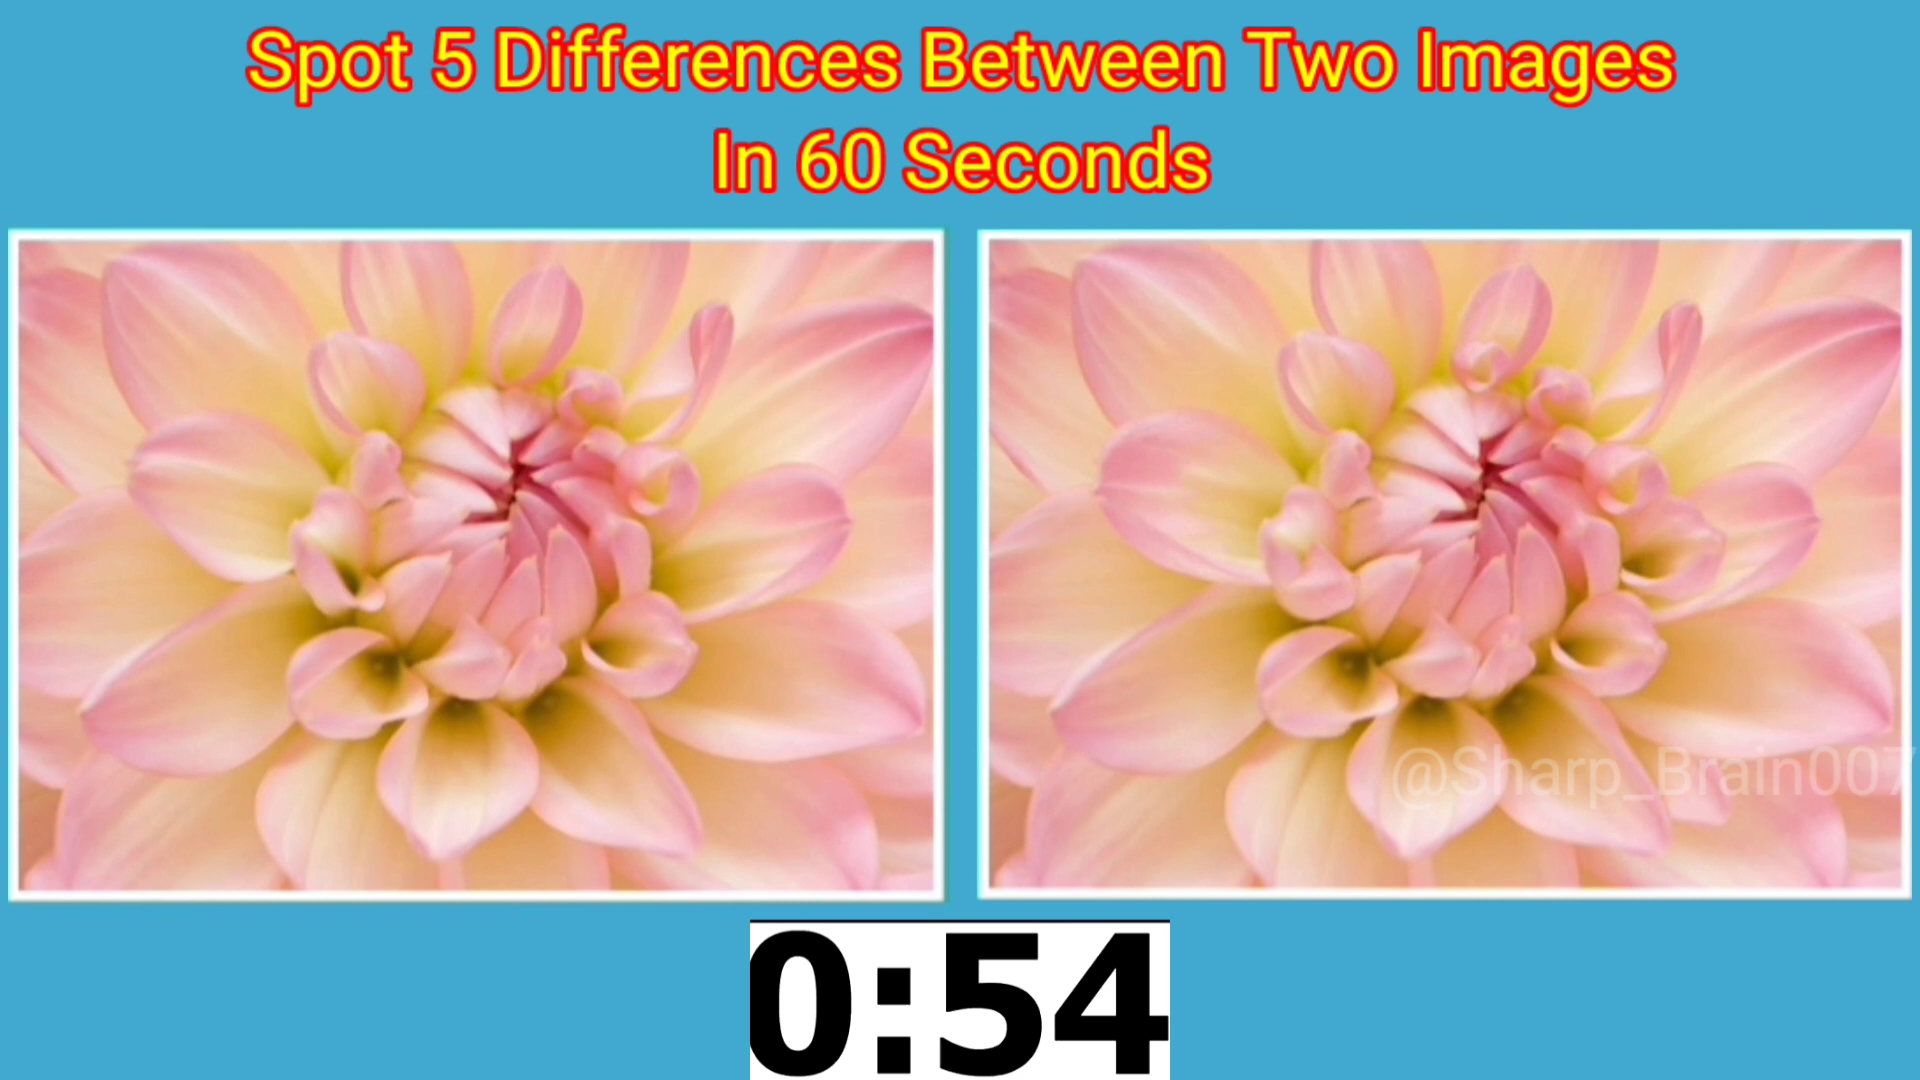 Spot 5 Differences Between Two Images
In 60 Seconds
@Sharp_Brain007
0:54